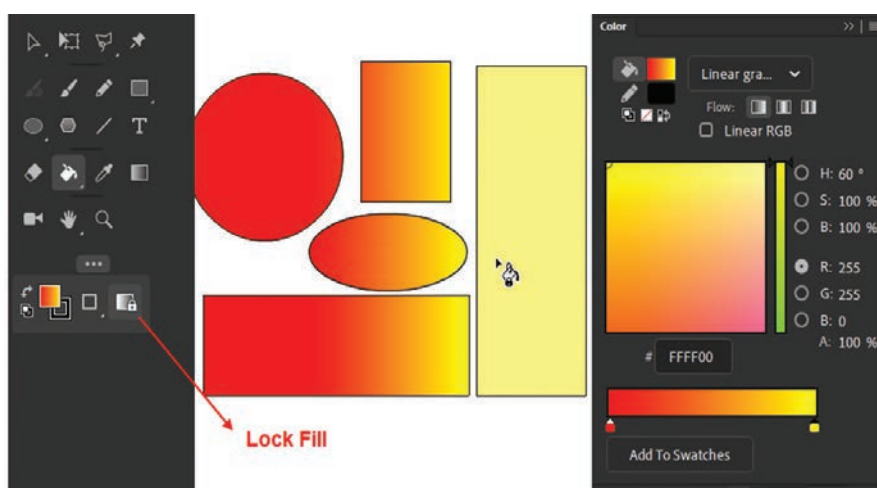 Color
Linear gra...
Flow:
Linear RGB
T
H: 60 °
S: 100 %
B: 100 %
R: 255
G: 255
B: 0
A: 100 %
# FFFF00
Lock Fill
Add To Swatches